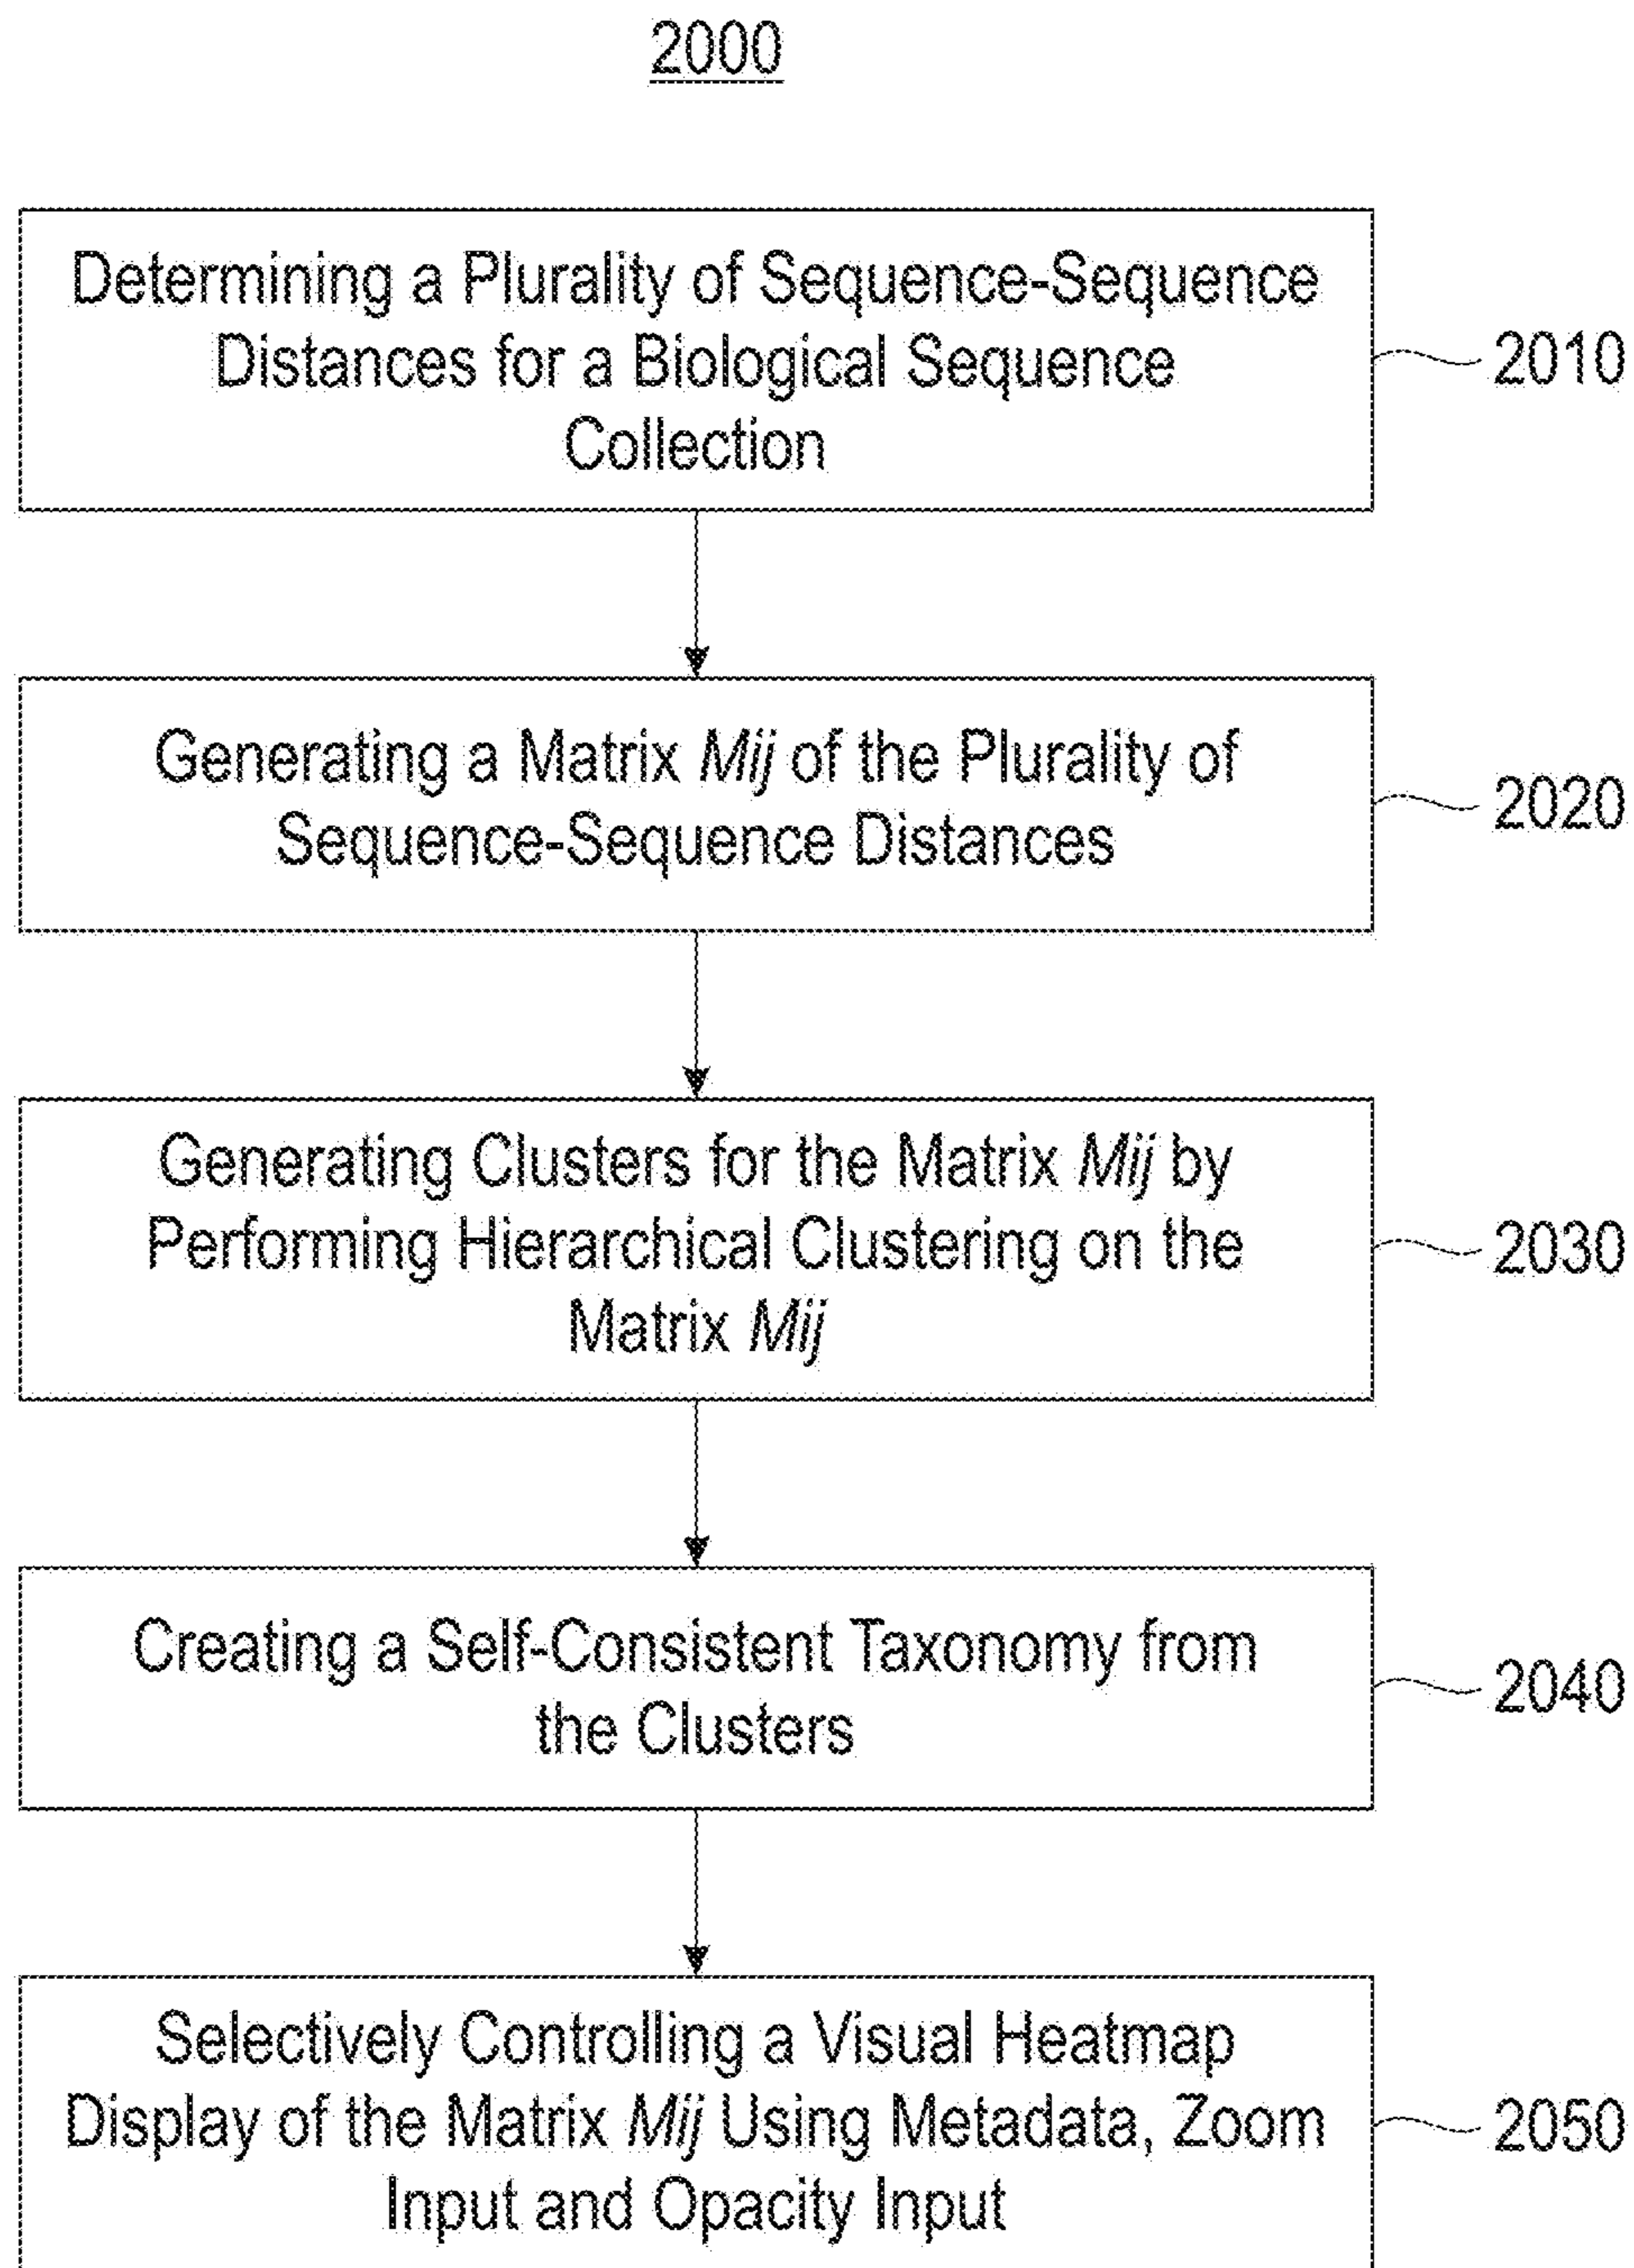 2000
Determining a Plurality of Sequence-Sequence
Distances for a Biological Sequence
Collection
2010
Generating a Matrix Mij of the Plurality of
Sequence-Sequence Distances
2020
Generating Clusters for the Matrix Mij by
Performing Hierarchical Clustering on the
Matrix Mij
2030
Creating a Self-Consistent Taxonomy from
the Clusters
2040
Selectively Controlling a Visual Heatmap
Display of the Matrix Mij Using Metadata, Zoom
Input and Opacity Input
2050